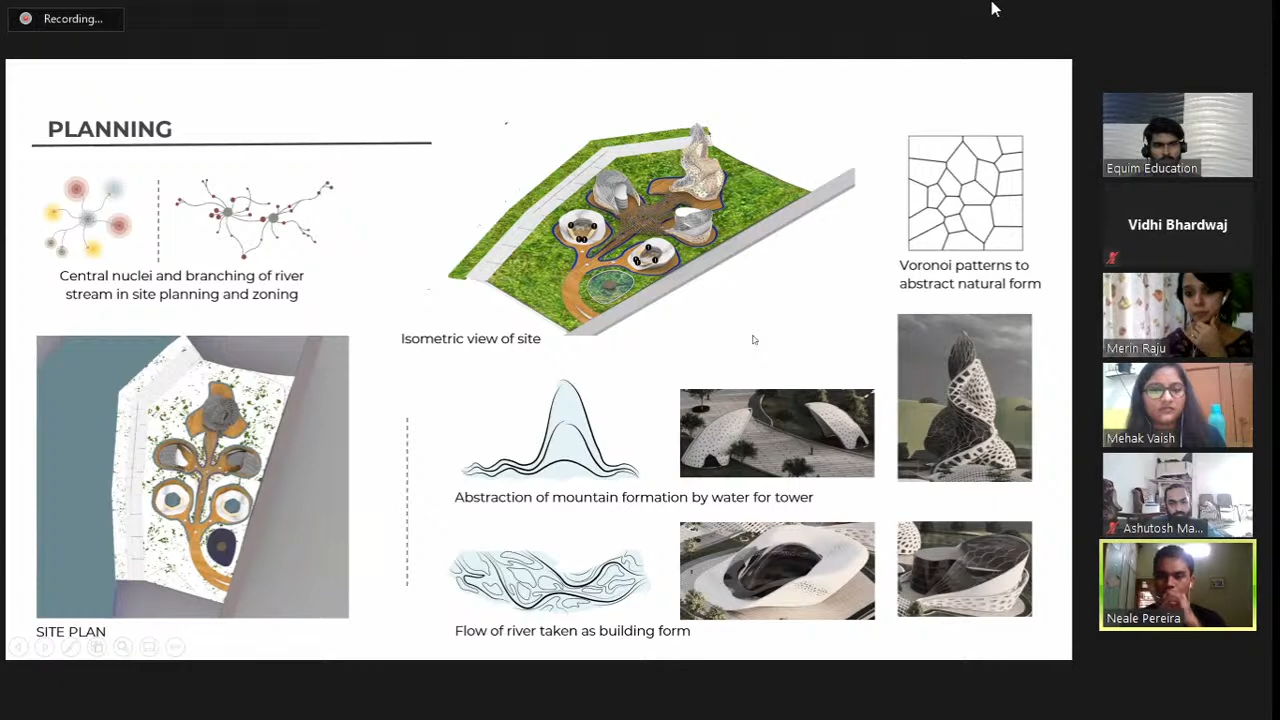 Recording...
PLANNING
Central nuclei and branching of river
stream in site planning and zoning
Isometric view of site
Voronoi patterns to
abstract natural form
Abstraction of mountain formation by water for tower
Flow of river taken as building form
SITE PLAN
Equim Education
Vidhi Bhardwaj
Merin Raju
Mehak Vaish
Ashutosh Ma...
Neale Pereira